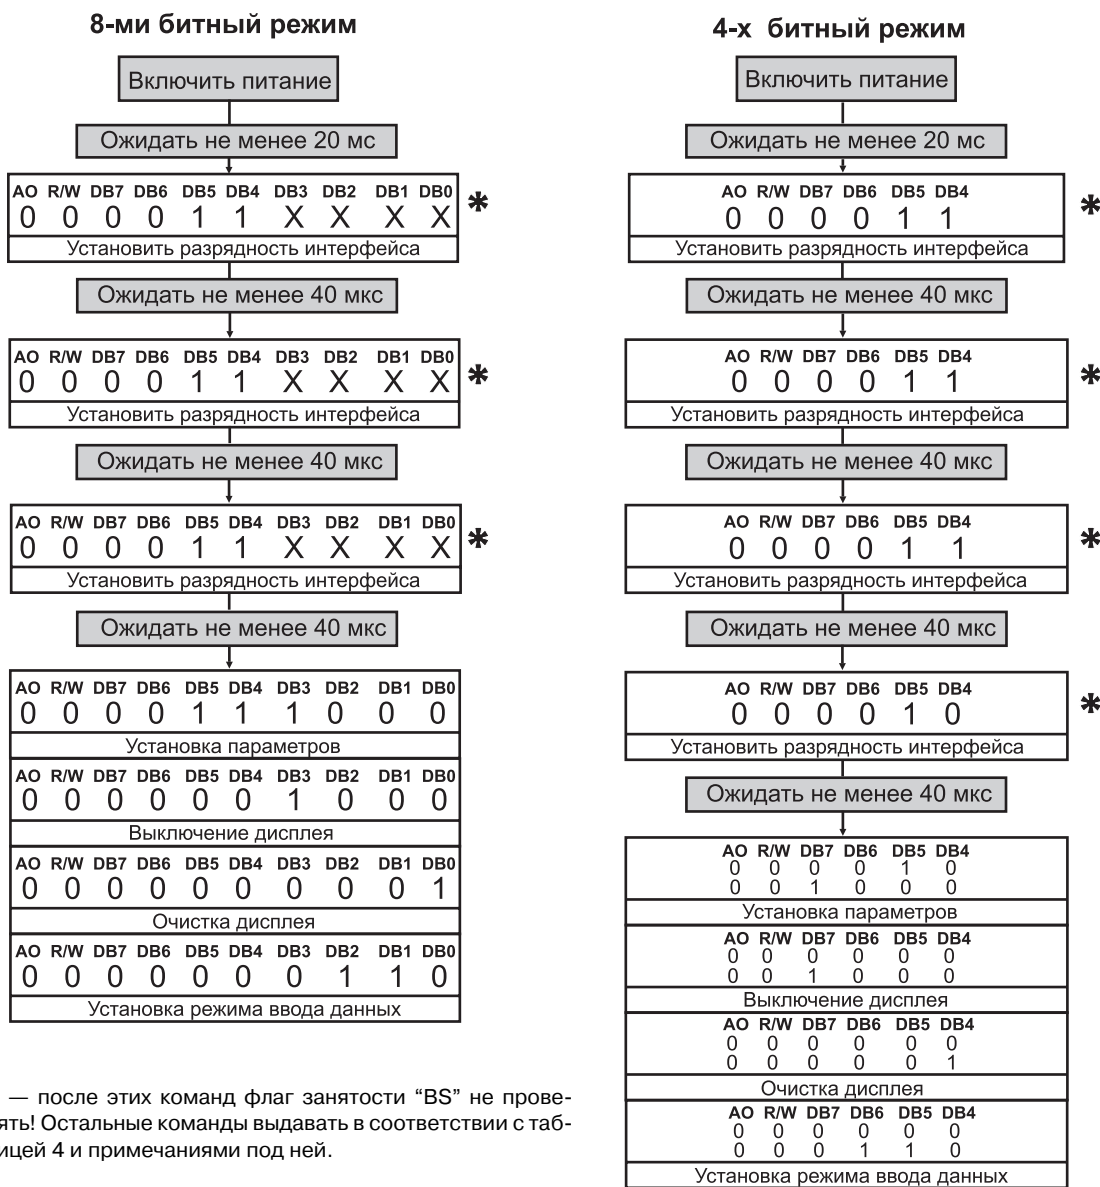 8-ми битный режим
Включить питание
Ожидать не менее 20 мс
AO R/W DB7 DB6 DB5 DB4 DB3 DB2 DB1 DB0
0 0 0 0 1 1 X X X X *
Установить разрядность интерфейса
Ожидать не менее 40 мкс
AO R/W DB7 DB6 DB5 DB4 DB3 DB2 DB1 DB0
0 0 0 0 1 1 X X X X *
Установить разрядность интерфейса
Ожидать не менее 40 мкс
AO R/W DB7 DB6 DB5 DB4 DB3 DB2 DB1 DB0
0 0 0 0 1 1 X X X X *
Установить разрядность интерфейса
Ожидать не менее 40 мкс
AO R/W DB7 DB6 DB5 DB4 DB3 DB2 DB1 DB0
0 0 0 0 1 1 1 0 0 0
Установка параметров
AO R/W DB7 DB6 DB5 DB4 DB3 DB2 DB1 DB0
0 0 0 0 0 0 1 0 0 0
Выключение дисплея
AO R/W DB7 DB6 DB5 DB4 DB3 DB2 DB1 DB0
0 0 0 0 0 0 0 0 0 1
Очистка дисплея
AO R/W DB7 DB6 DB5 DB4 DB3 DB2 DB1 DB0
0 0 0 0 0 0 0 1 1 0
Установка режима ввода данных
— после этих команд флаг занятости “BS” не прове-
ять! Остальные команды выдавать в соответствии с таб-
ицей 4 и примечаниями под ней.
4-х битный режим
Включить питание
Ожидать не менее 20 мс
AO R/W DB7 DB6 DB5 DB4
0 0 0 0 1 1 *
Установить разрядность интерфейса
Ожидать не менее 40 мкс
AO R/W DB7 DB6 DB5 DB4
0 0 0 0 1 1 *
Установить разрядность интерфейса
Ожидать не менее 40 мкс
AO R/W DB7 DB6 DB5 DB4
0 0 0 0 1 1 *
Установить разрядность интерфейса
Ожидать не менее 40 мкс
AO R/W DB7 DB6 DB5 DB4
0 0 0 0 1 0 *
Установить разрядность интерфейса
Ожидать не менее 40 мкс
AO R/W DB7 DB6 DB5 DB4
0 0 0 0 1 0
0 0 1 0 0 0
Установка параметров
AO R/W DB7 DB6 DB5 DB4
0 0 0 0 0 0
0 0 1 0 0 0
Выключение дисплея
AO R/W DB7 DB6 DB5 DB4
0 0 0 0 0 0
0 0 0 0 0 1
Очистка дисплея
AO R/W DB7 DB6 DB5 DB4
0 0 0 0 0 0
0 0 0 1 1 0
Установка режима ввода данных